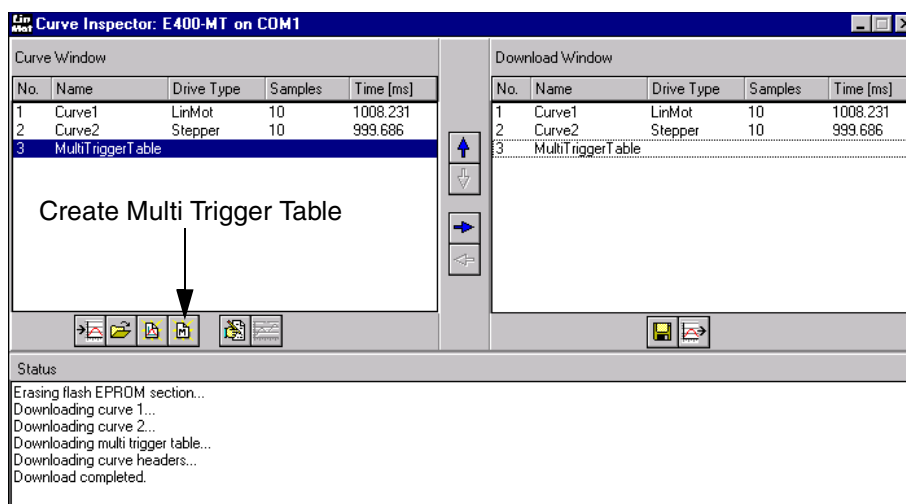 Lin Mot Curve Inspector: E400-MT on COM1
Curve Window
No. Name Drive Type Samples Time [ms]
1 Curve1 LinMot 10 1008.231
2 Curve2 Stepper 10 999.686
3 MultiTriggerTable
Create Multi Trigger Table
M
Download Window
No. Name Drive Type Samples Time [ms]
1 Curve1 LinMot 10 1008.231
2 Curve2 Stepper 10 999.686
3 MultiTriggerTable
Status
Erasing flash EPROM section...
Downloading curve 1...
Downloading curve 2...
Downloading multi trigger table...
Downloading curve headers...
Download completed.